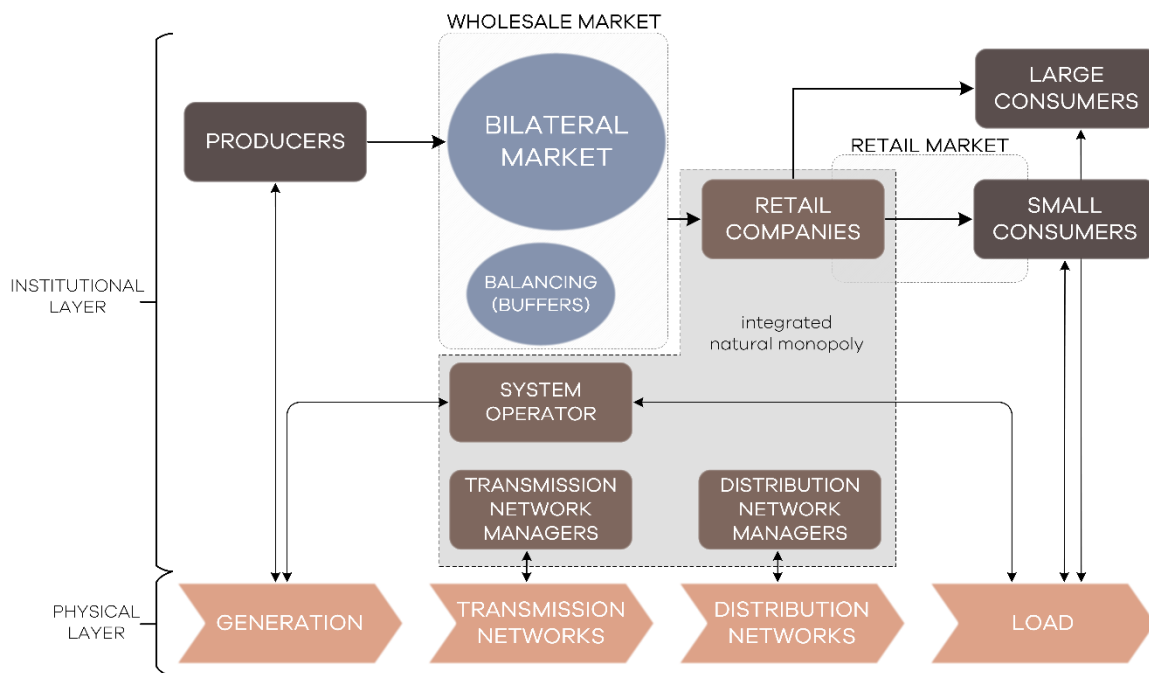 WHOLESALE MARKET
BILATERAL
MARKET
BALANCING
(BUFFERS)
PRODUCERS
LARGE
CONSUMERS
RETAIL MARKET
RETAIL
COMPANIES
SMALL
CONSUMERS
INSTITUTIONAL
LAYER
integrated
natural monopoly
SYSTEM
OPERATOR
TRANSMISSION
NETWORK
MANAGERS
DISTRIBUTION
NETWORK
MANAGERS
PHYSICAL
LAYER
GENERATION
TRANSMISSION
NETWORKS
DISTRIBUTION
NETWORKS
LOAD